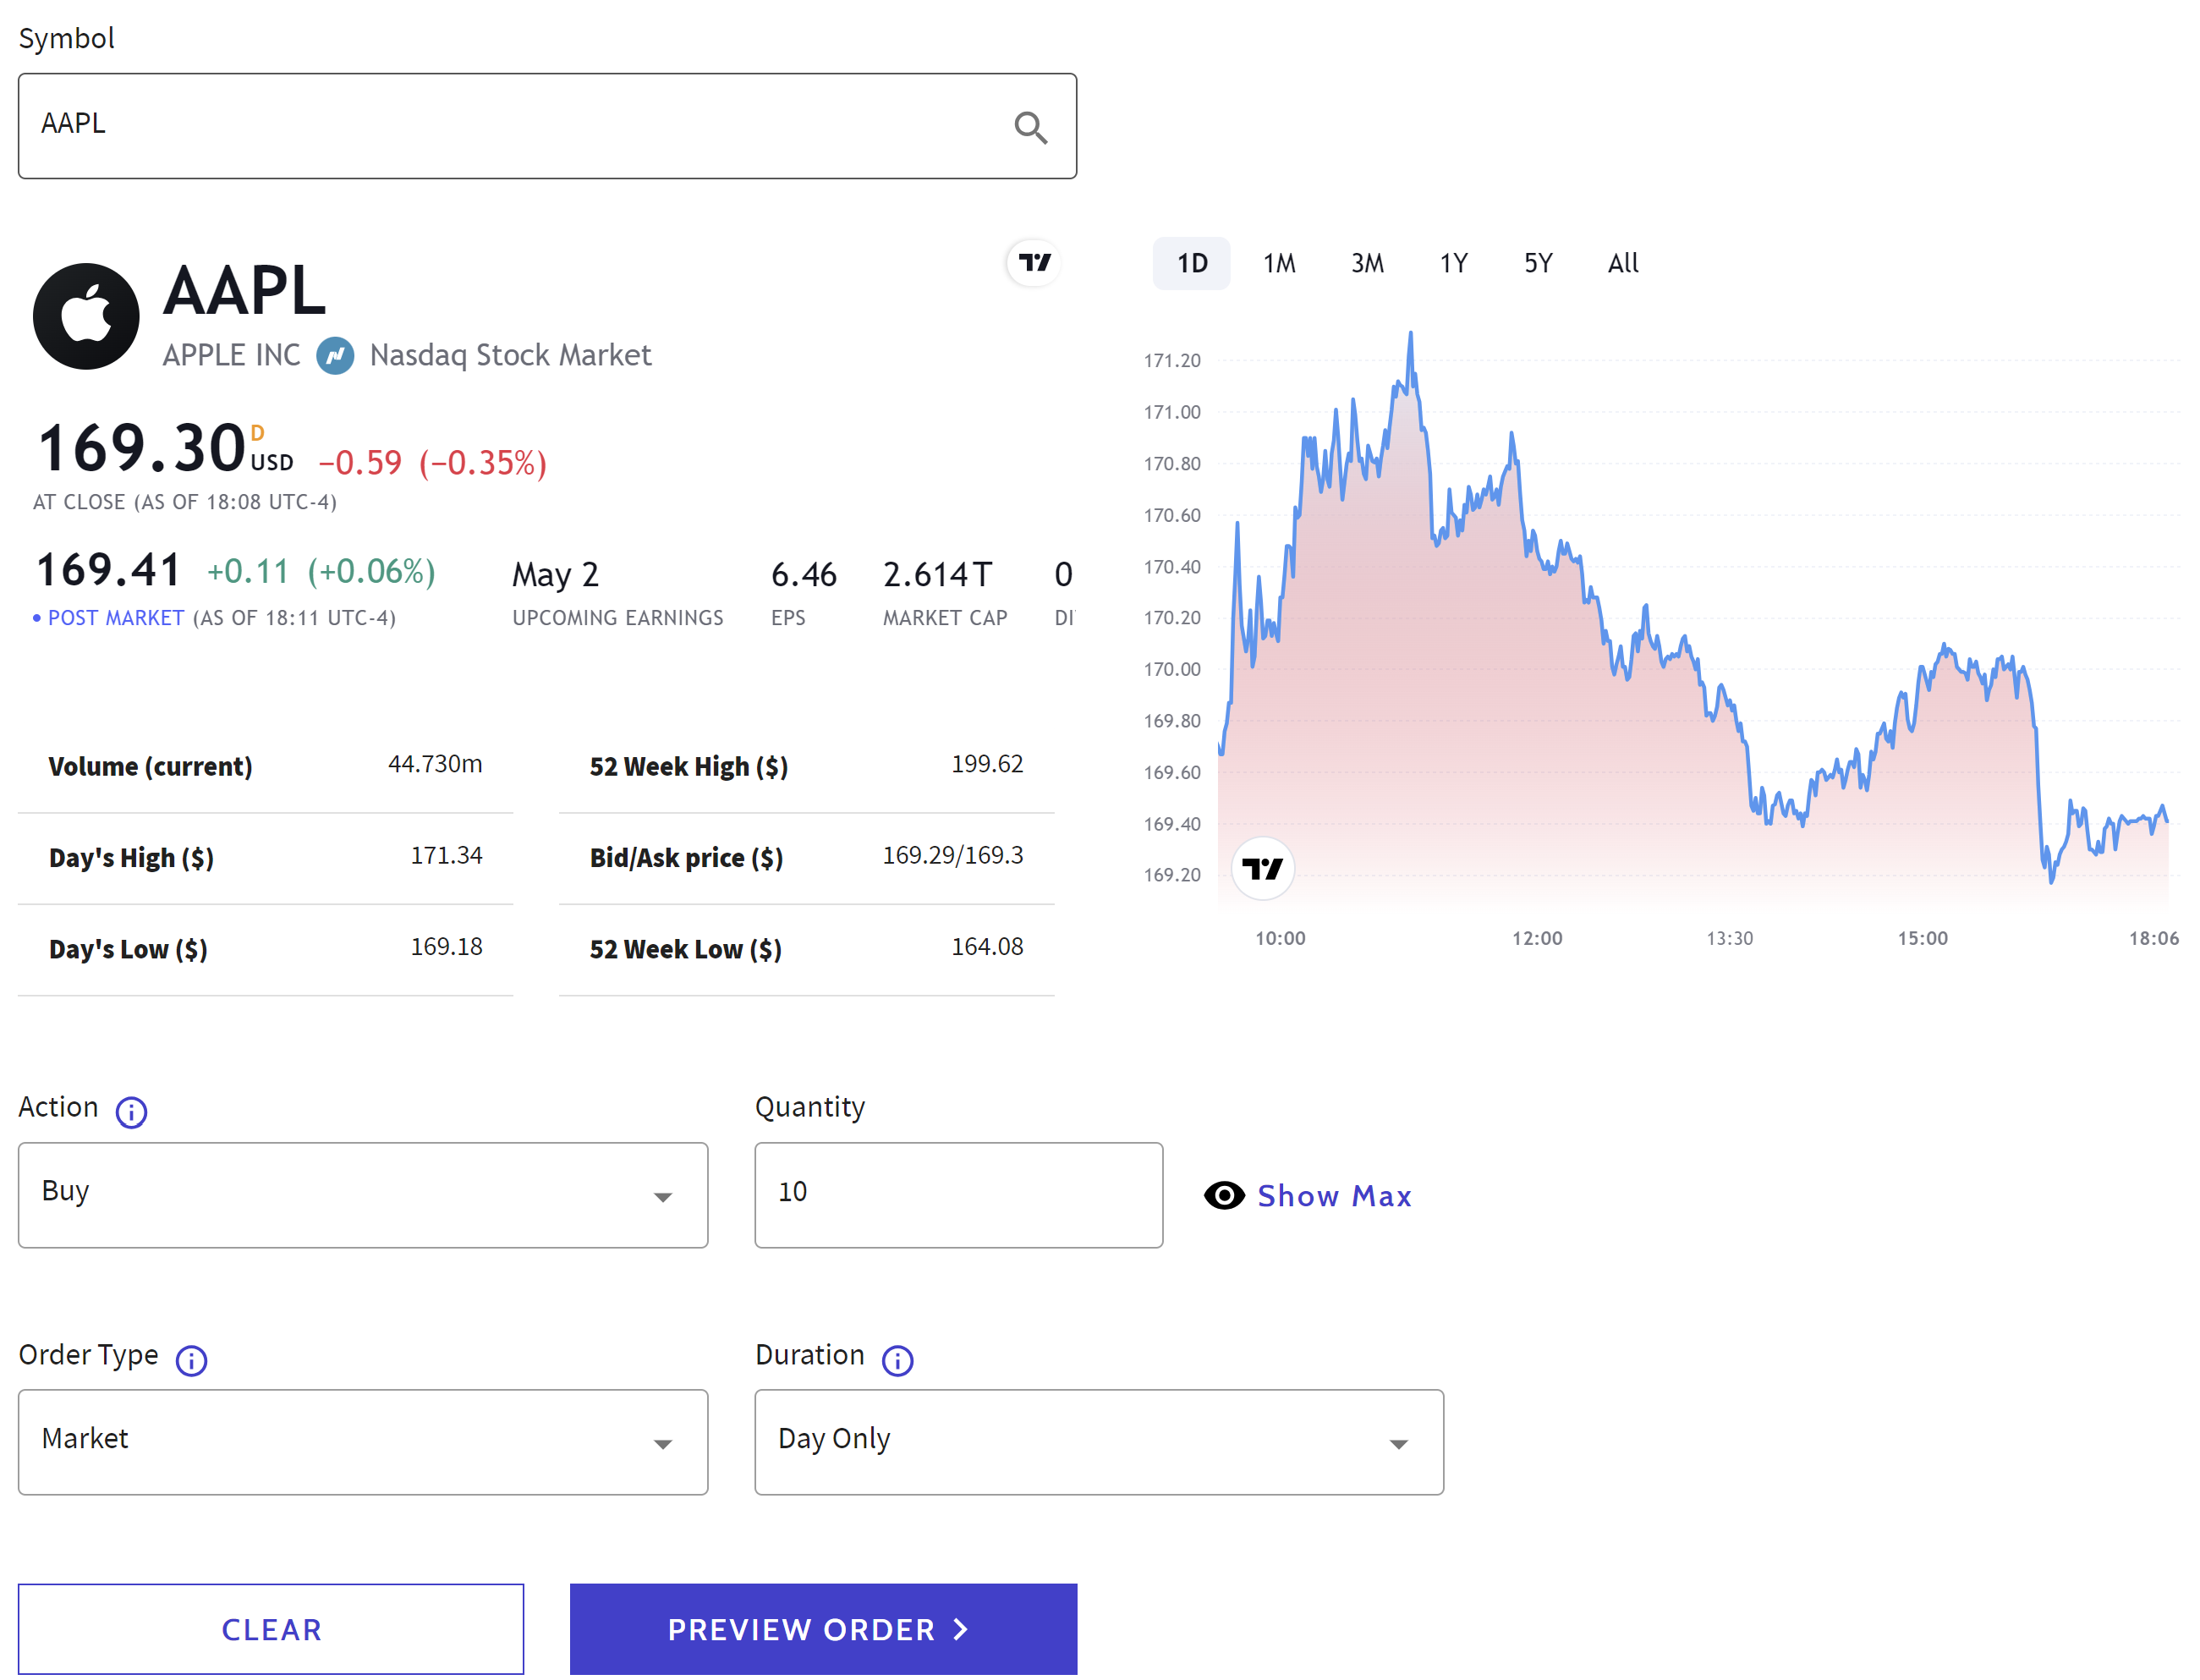 Symbol
AAPL
AAPL
APPLE INC Nasdaq Stock Market
169.30 D USD −0.59 (−0.35%)
AT CLOSE (AS OF 18:08 UTC-4)
169.41 +0.11 (+0.06%)
• POST MARKET (AS OF 18:11 UTC-4)
May 2 6.46 2.614T 0
UPCOMING EARNINGS EPS MARKET CAP DI
Volume (current) 44.730m
Day's High ($) 171.34
Day's Low ($) 169.18
52 Week High ($) 199.62
Bid/Ask price ($) 169.29/169.3
52 Week Low ($) 164.08
1D 1M 3M 1Y 5Y All
171.20
171.00
170.80
170.60
170.40
170.20
170.00
169.80
169.60
169.40
169.20
10:00 12:00 13:30 15:00 18:06
Action
Buy
Quantity
10
Show Max
Order Type
Market
Duration
Day Only
CLEAR
PREVIEW ORDER >